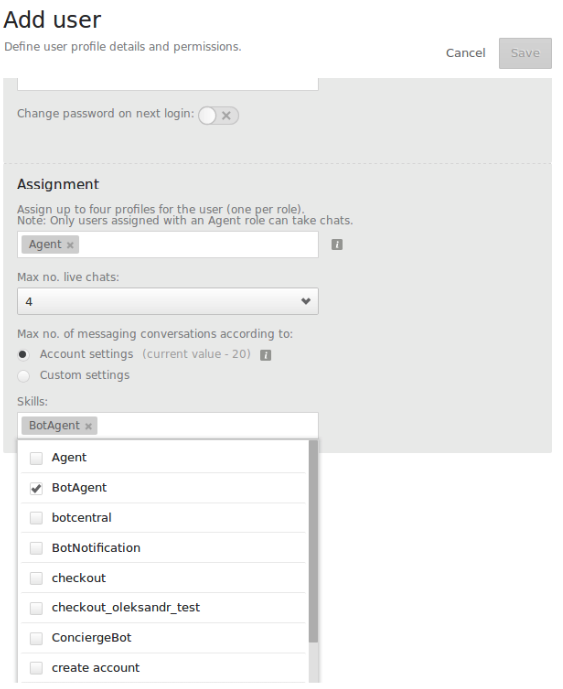 Add user
Define user profile details and permissions.
Cancel
Save
Change password on next login:
Assignment
Assign up to four profiles for the user (one per role).
Note: Only users assigned with an Agent role can take chats.
Agent ×
Max no. live chats:
4
Max no. of messaging conversations according to:
Account settings (current value - 20)
Custom settings
Skills:
BotAgent ×
Agent
BotAgent
botcentral
BotNotification
checkout
checkout_oleksandr_test
ConciergeBot
create account